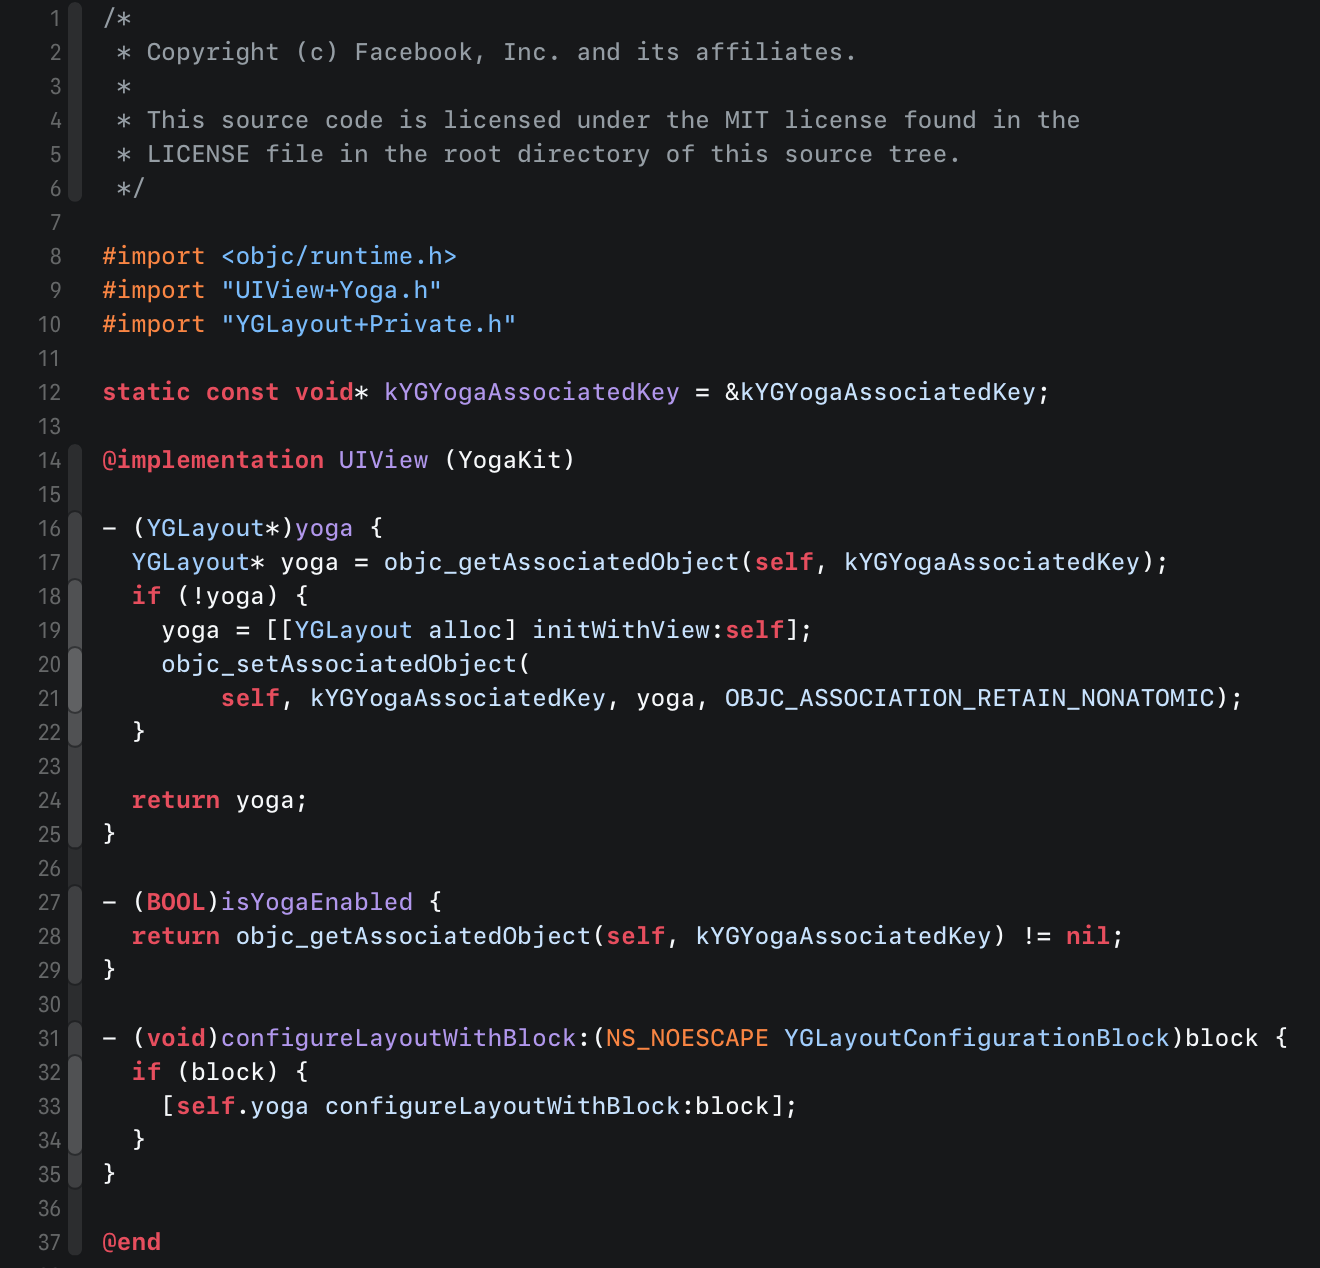 1 /*
2  * Copyright (c) Facebook, Inc. and its affiliates.
3  *
4  * This source code is licensed under the MIT license found in the
5  * LICENSE file in the root directory of this source tree.
6  */
7
8 #import <objc/runtime.h>
9 #import "UIView+Yoga.h"
10 #import "YGLayout+Private.h"
11
12 static const void* kYGYogaAssociatedKey = &kYGYogaAssociatedKey;
13
14 @implementation UIView (YogaKit)
15
16 - (YGLayout*)yoga {
17   YGLayout* yoga = objc_getAssociatedObject(self, kYGYogaAssociatedKey);
18   if (!yoga) {
19     yoga = [[YGLayout alloc] initWithView:self];
20     objc_setAssociatedObject(
21         self, kYGYogaAssociatedKey, yoga, OBJC_ASSOCIATION_RETAIN_NONATOMIC);
22   }
23
24   return yoga;
25 }
26
27 - (BOOL)isYogaEnabled {
28   return objc_getAssociatedObject(self, kYGYogaAssociatedKey) != nil;
29 }
30
31 - (void)configureLayoutWithBlock:(NS_NOESCAPE YGLayoutConfigurationBlock)block {
32   if (block) {
33     [self.yoga configureLayoutWithBlock:block];
34   }
35 }
36
37 @end